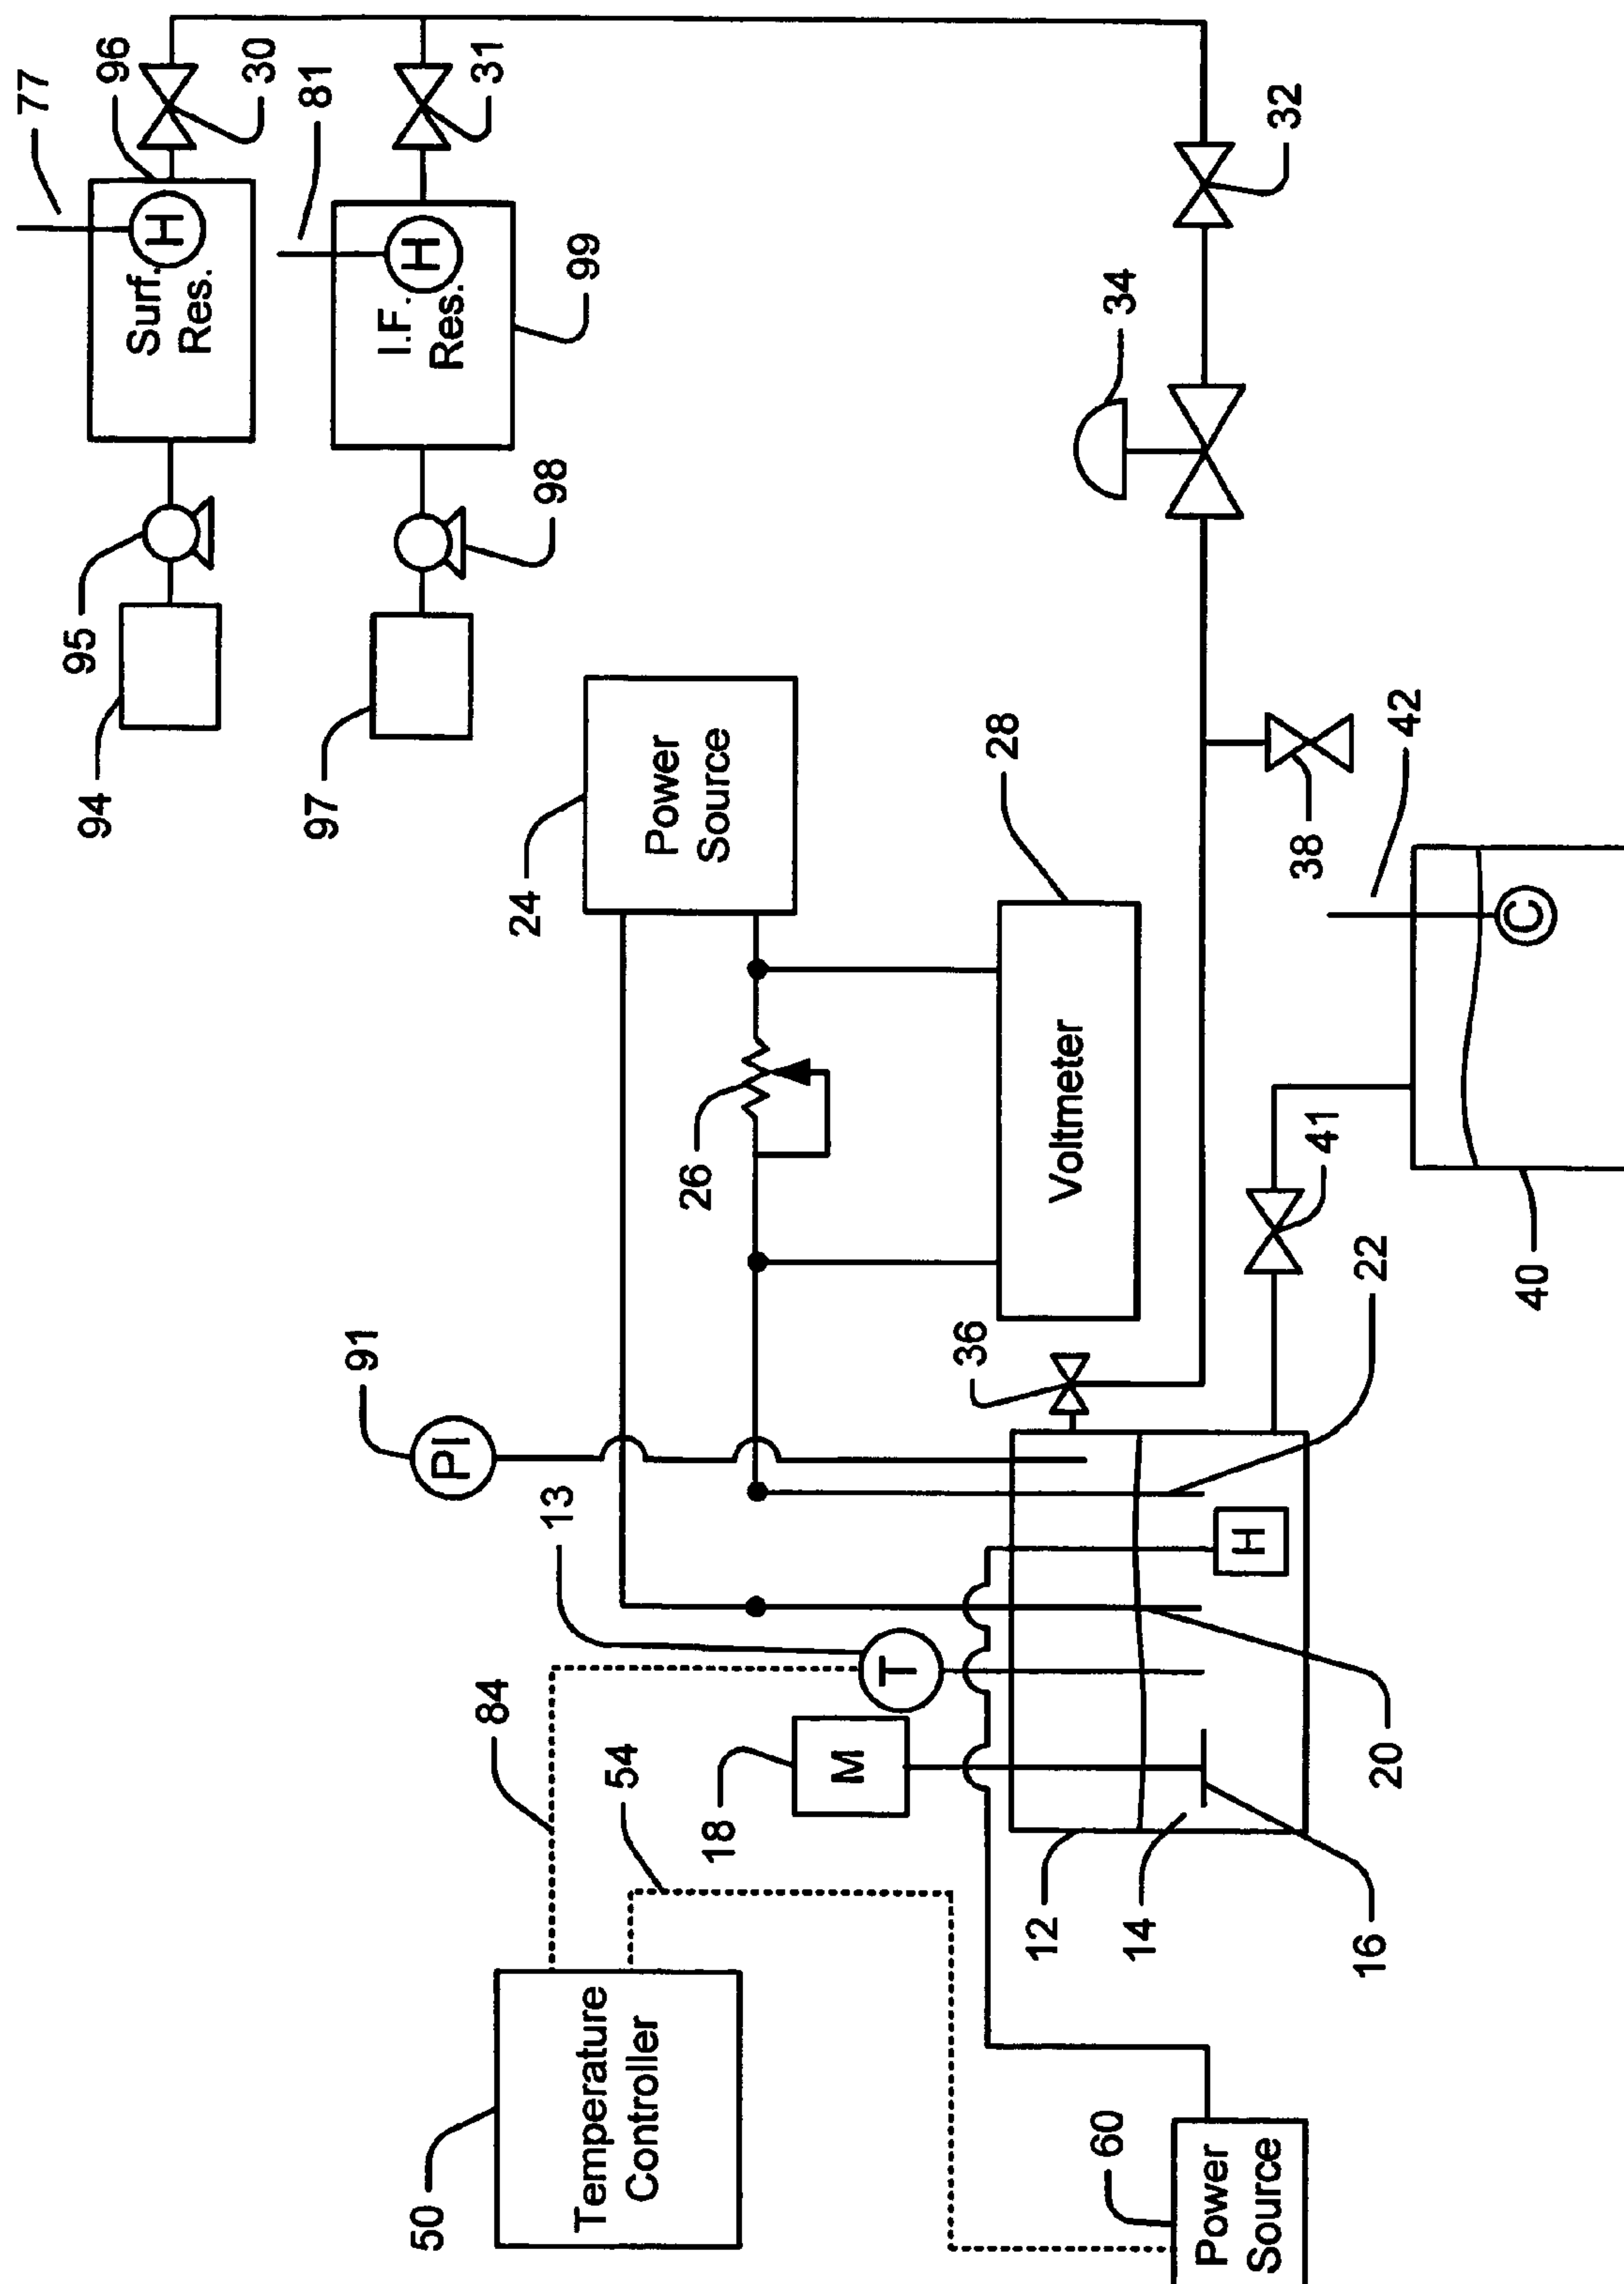 77
94
95
96
Surf.
Res.
H
30
81
97
I.F.
Res.
H
31
98
99
91
PI
50
Temperature
Controller
84
54
13
24
Power
Source
26
18
M
T
36
28
Voltmeter
34
32
12
14
60
Power
Source
H
38
41
16
20
22
42
C
40